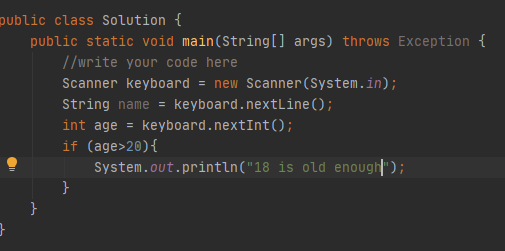 public class Solution {
public static void main(String[] args) throws Exception {
//write your code here
Scanner keyboard = new Scanner(System.in);
String name = keyboard.nextLine();
int age = keyboard.nextInt();
if (age>20){
System.out.println("18 is old enough");
}
}
}